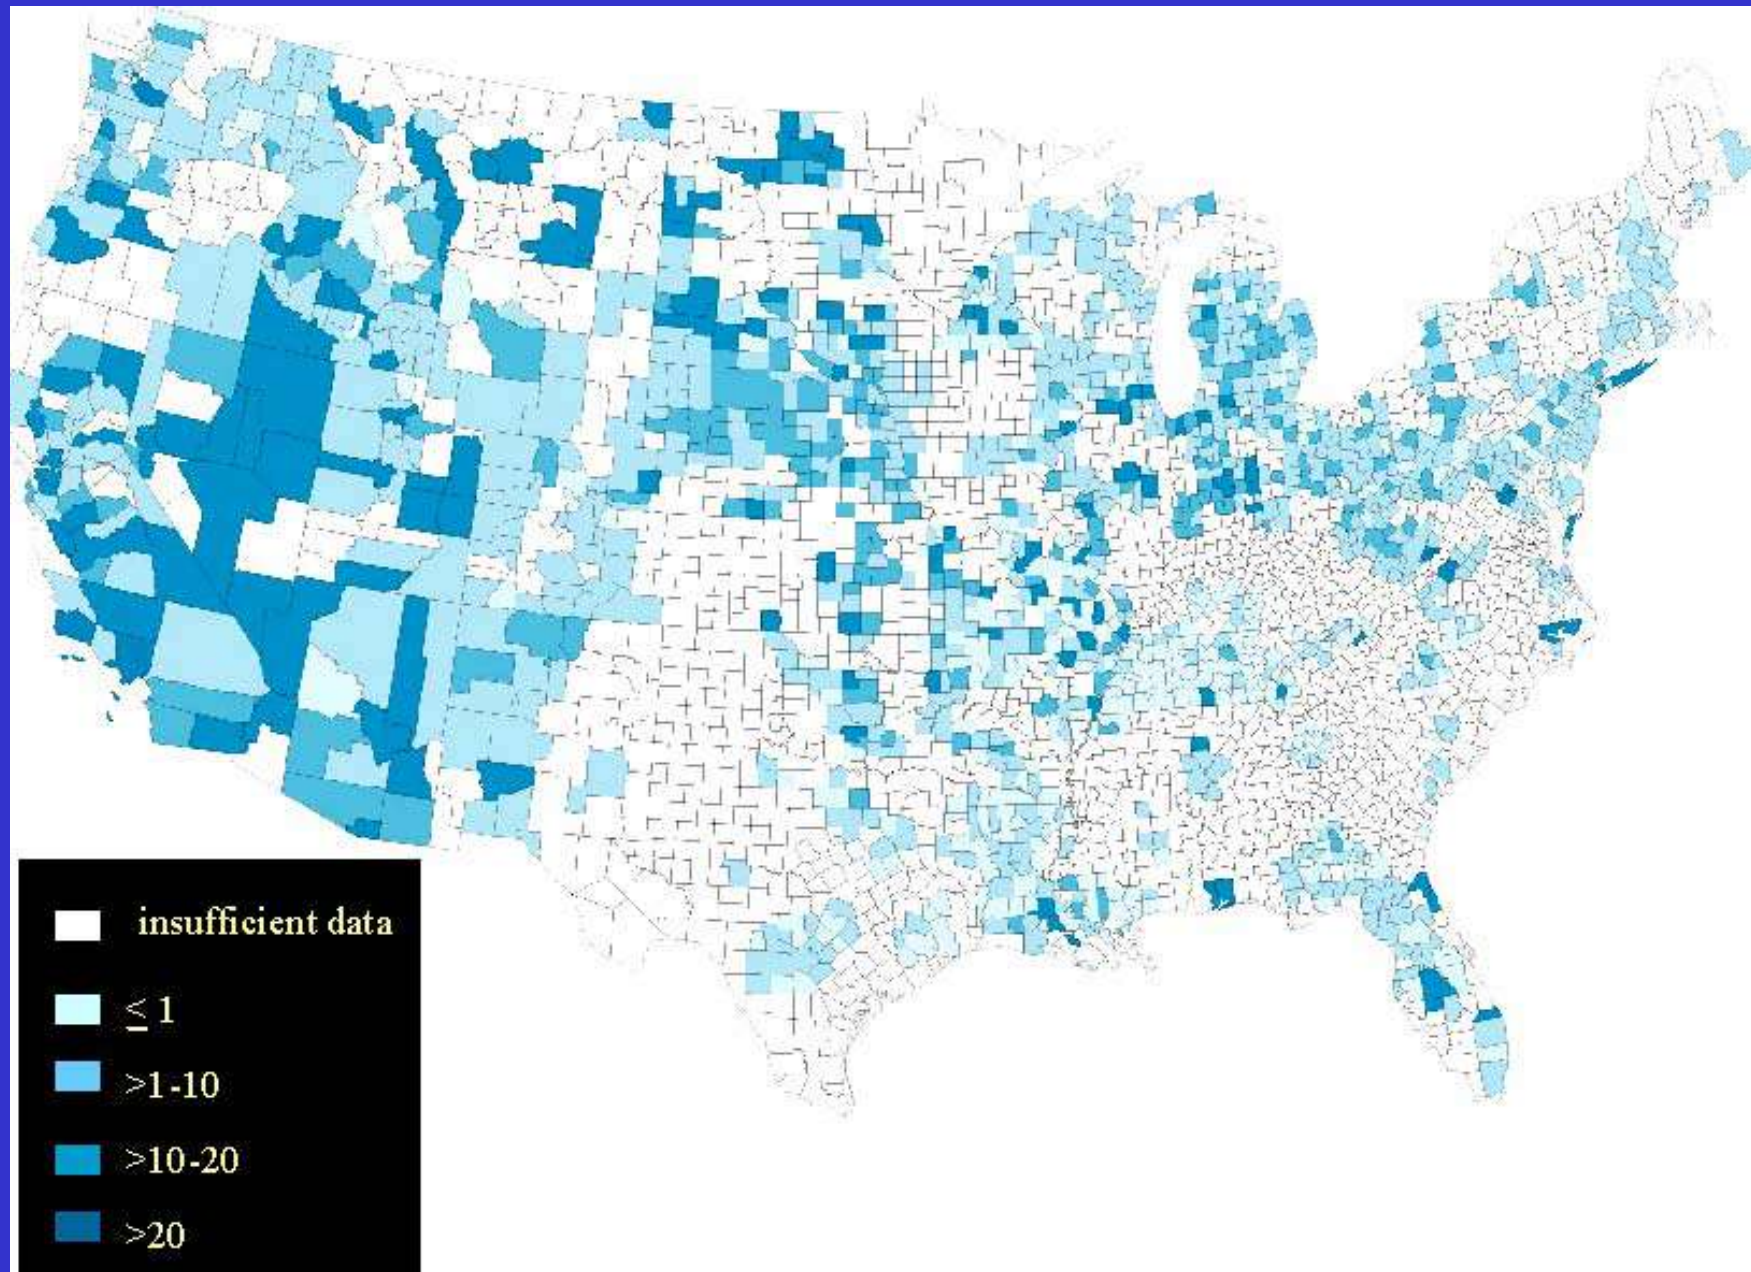 insufficient data
≤ 1
>1-10
>10-20
>20